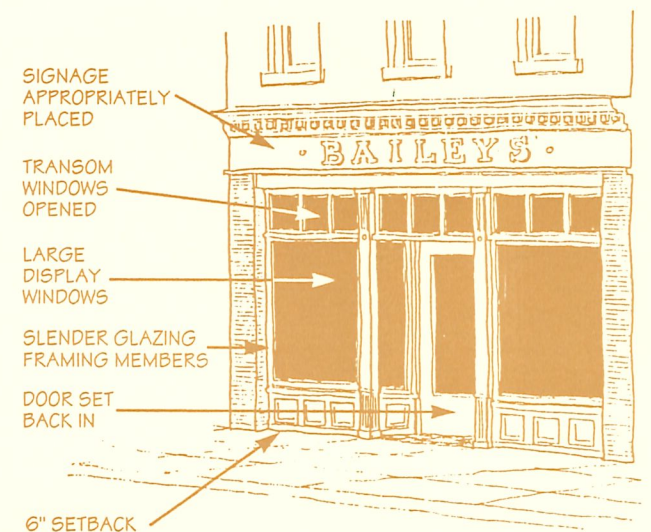 SIGNAGE
APPROPRIATELY
PLACED
· BAILEYS ·
TRANSOM
WINDOWS
OPENED
LARGE
DISPLAY
WINDOWS
SLENDER GLAZING
FRAMING MEMBERS
DOOR SET
BACK IN
6" SETBACK